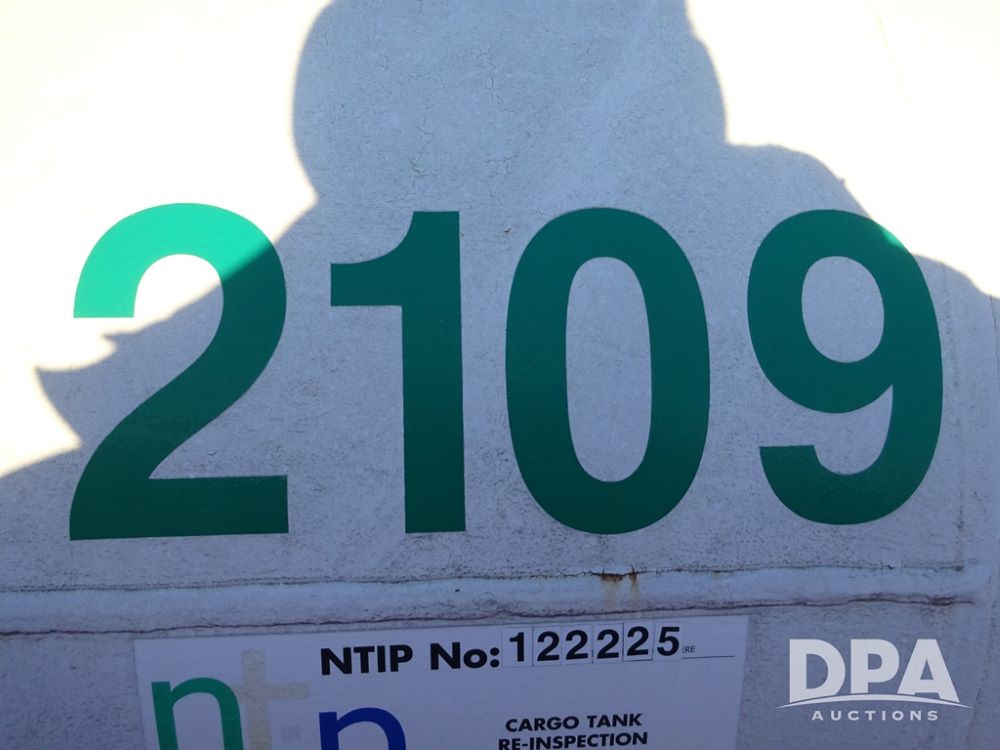 2109
NTIP No: 122225
ntp
CARGO TANK
RE-INSPECTION
DPA
AUCTIONS